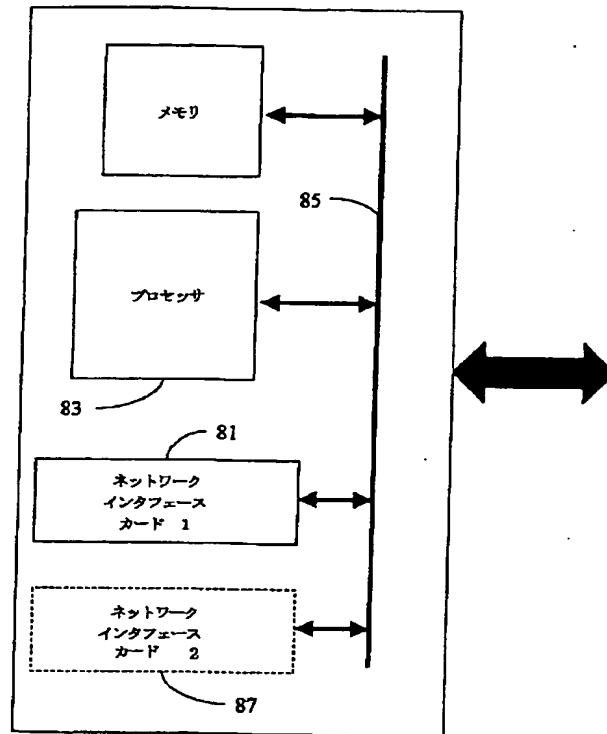 メモリ
85
プロセッサ
83
81
ネットワーク
インタフェース
カード 1
ネットワーク
インタフェース
カード 2
87